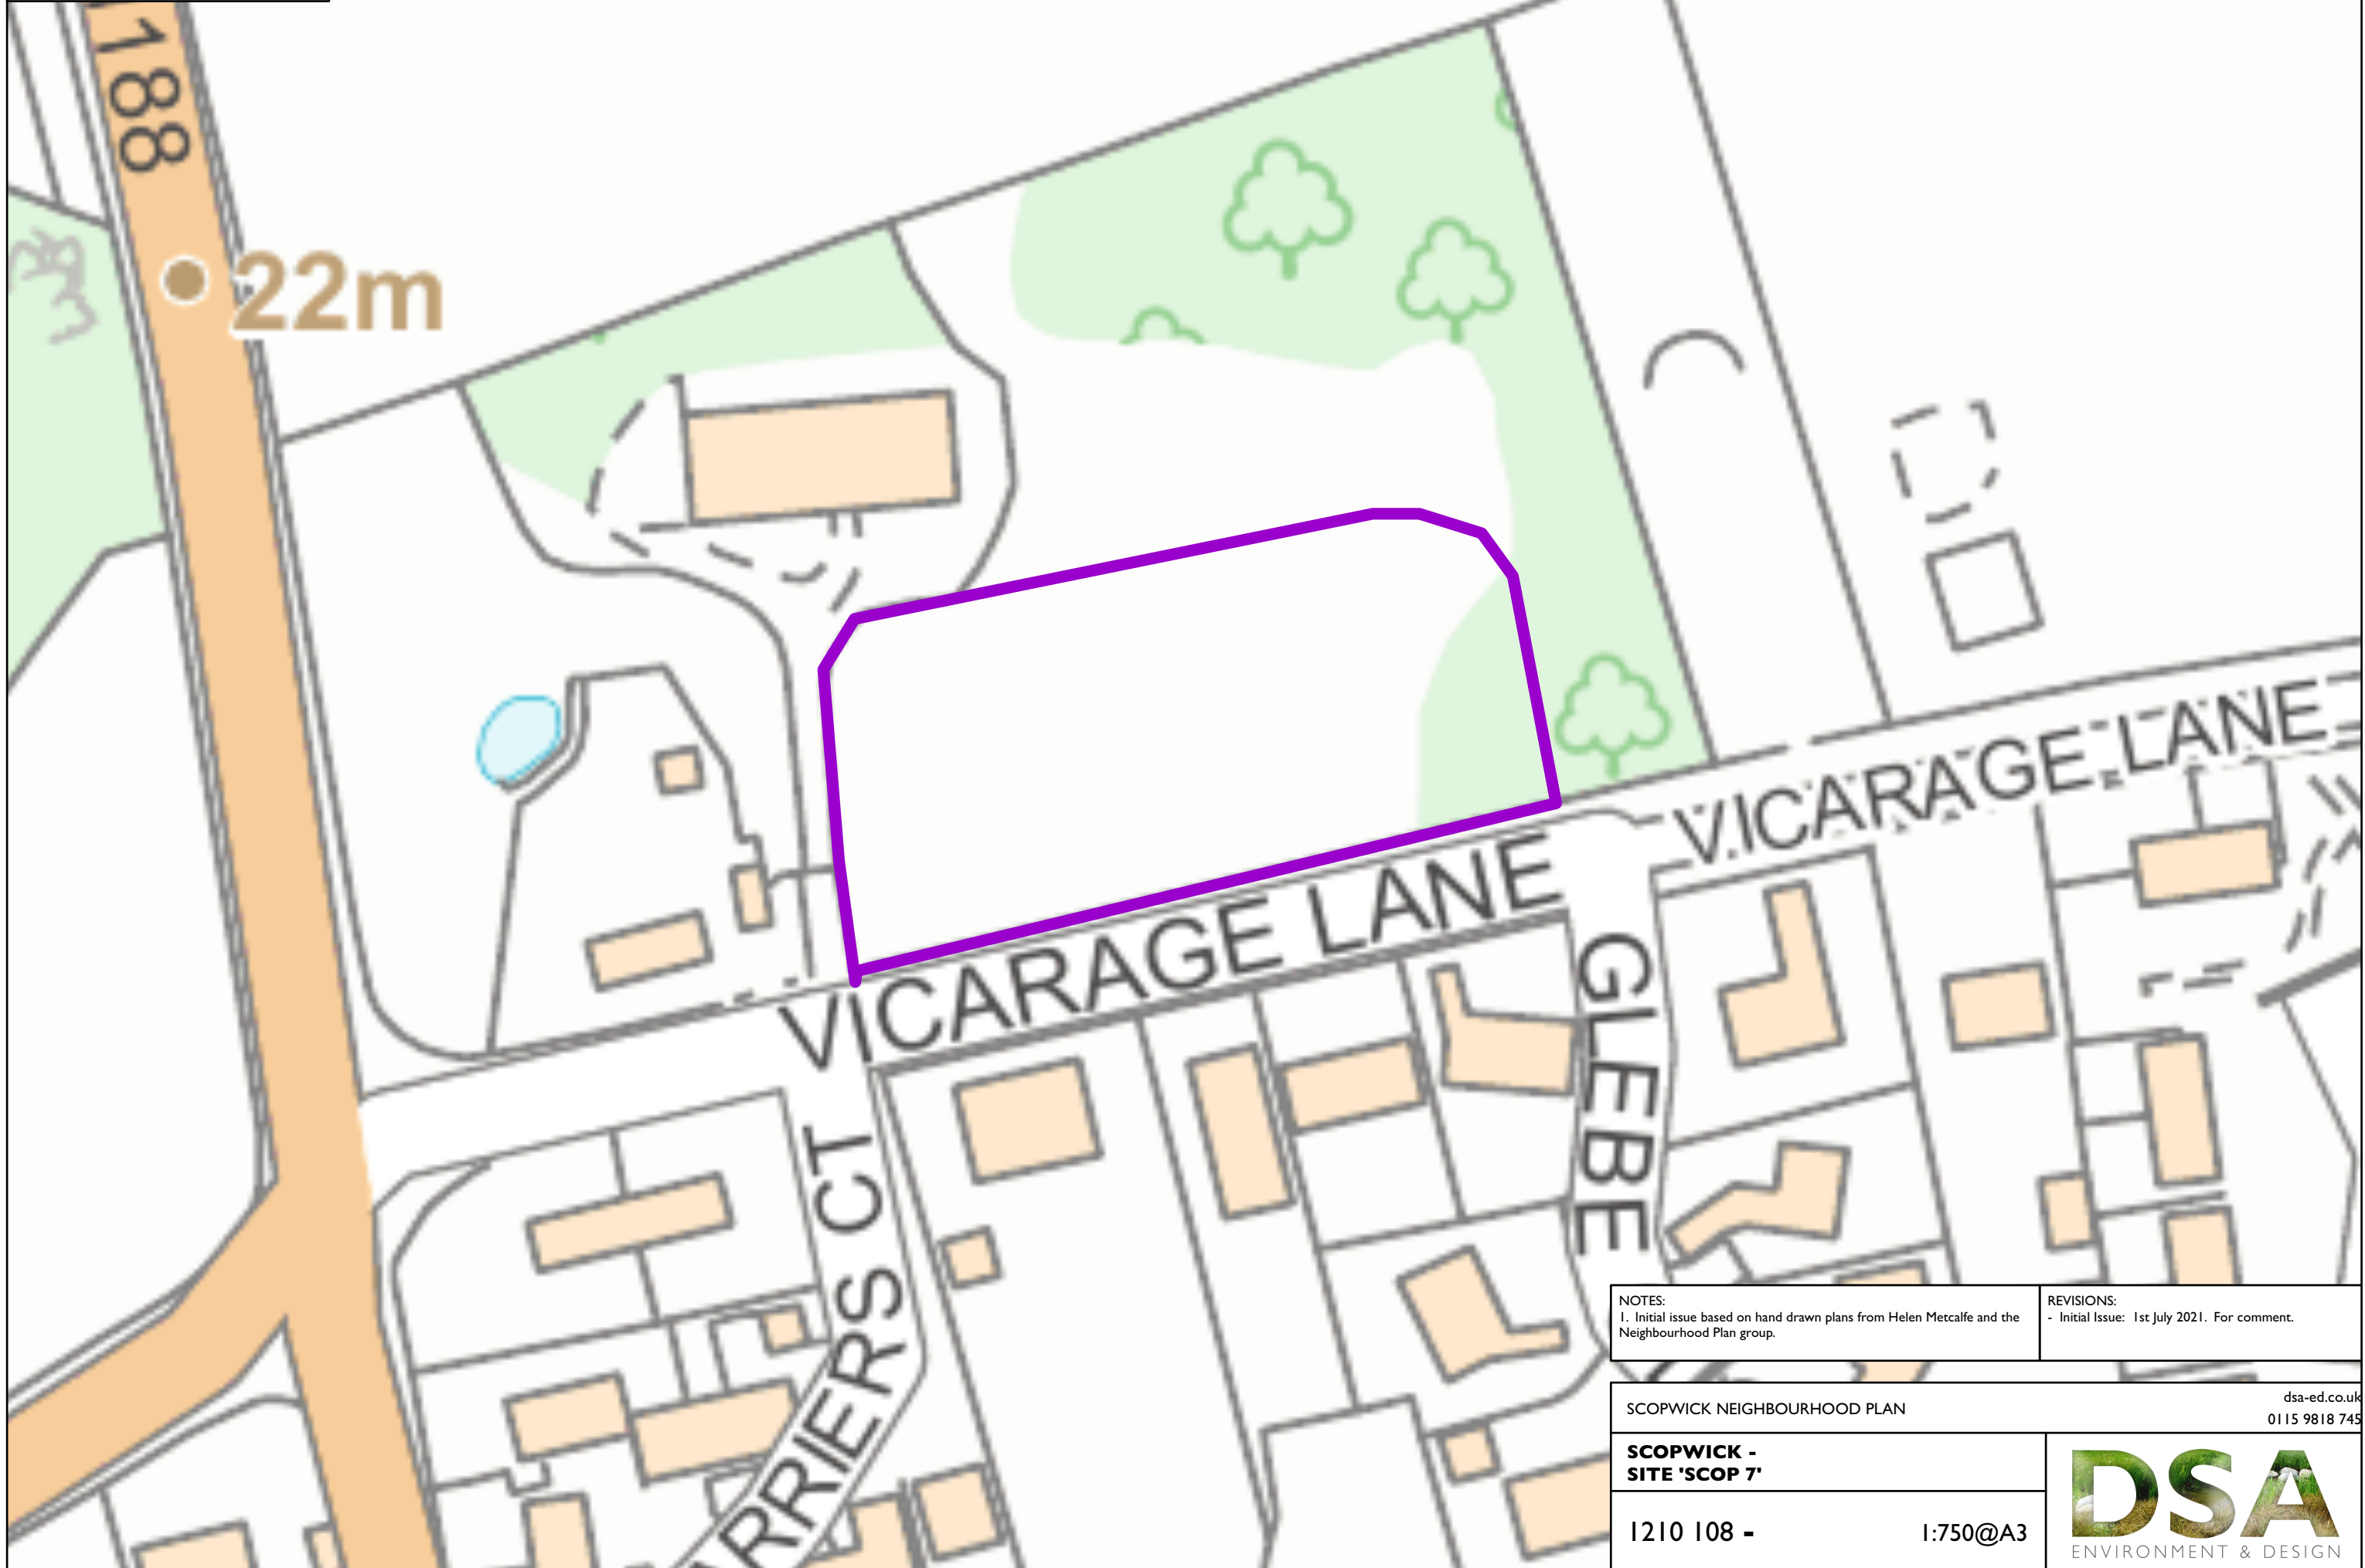 188
22m
VICARAGE LANE
VICARAGE LANE
GLEBE
ARRIERS CT
NOTES:
1. Initial issue based on hand drawn plans from Helen Metcalfe and the
Neighbourhood Plan group.
REVISIONS:
- Initial Issue: 1st July 2021. For comment.
SCOPWICK NEIGHBOURHOOD PLAN
dsa-ed.co.uk
0115 9818 745
SCOPWICK -
SITE 'SCOP 7'
1210 108 -
1:750@A3
DSA
ENVIRONMENT & DESIGN